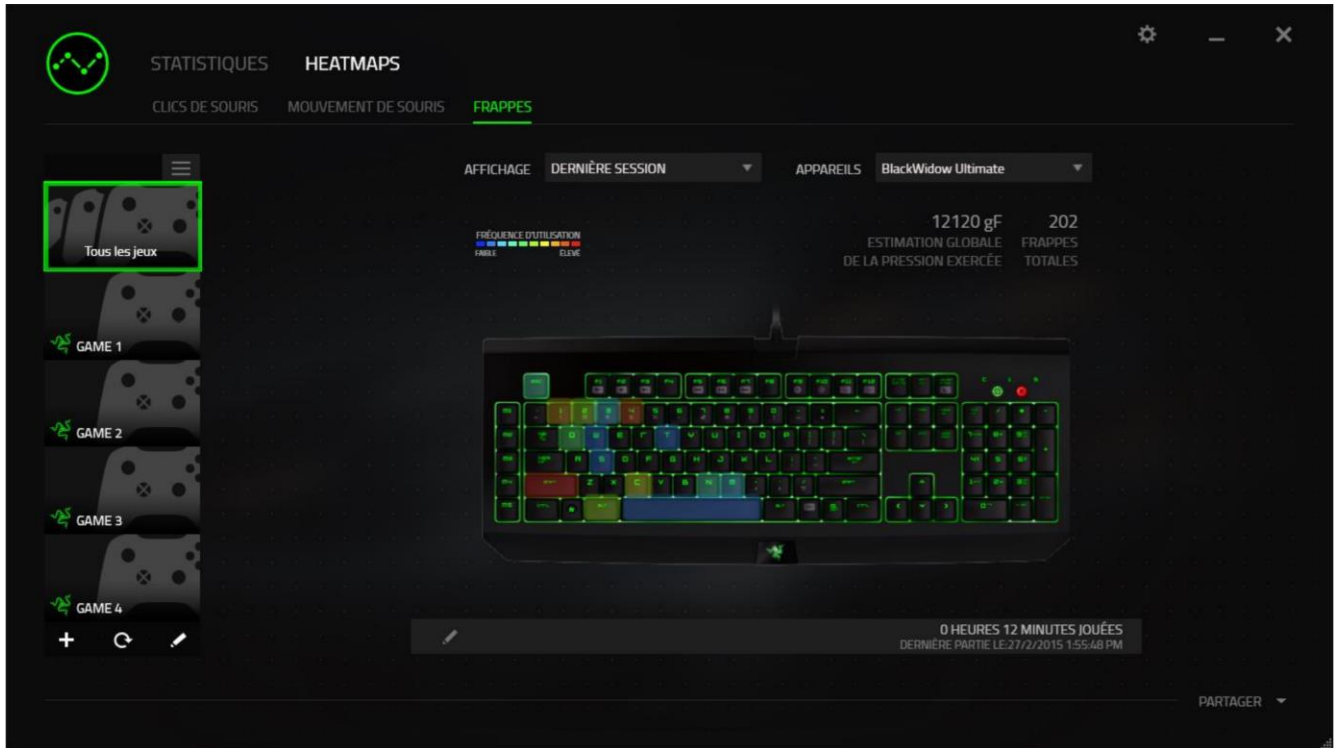 STATISTIQUES HEATMAPS
CLICS DE SOURIS MOUVEMENT DE SOURIS FRAPPES
AFFICHAGE DERNIÈRE SESSION APPAREILS BlackWidow Ultimate
12120 gF 202
ESTIMATION GLOBALE FRAPPES
DE LA PRESSION EXERCÉE TOTALES
FRÉQUENCE D'UTILISATION
FAIBLE ÉLEVÉ
Tous les jeux
GAME 1
GAME 2
GAME 3
GAME 4
0 HEURES 12 MINUTES JOUÉES
DERNIÈRE PARTIE LE:27/2/2015 1:55:48 PM
PARTAGER